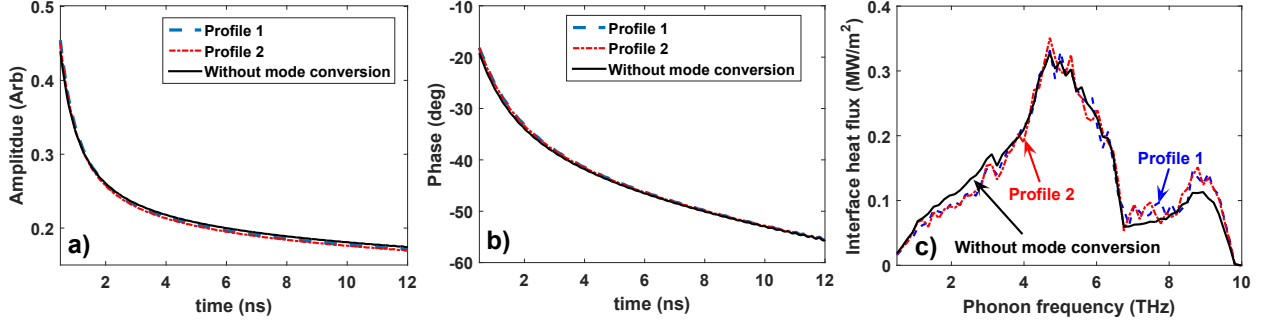 Amplitdue (Arb)
0.4
0.3
0.2
Profile 1
Profile 2
Without mode conversion
a)
2 4 6 8 10 12
time (ns)
Phase (deg)
-10
-20
-30
-40
-50
-60
Profile 1
Profile 2
Without mode conversion
b)
2 4 6 8 10 12
time (ns)
Interface heat flux (MW/m²)
0.4
0.3
0.2
0.1
0
Profile 1
Profile 2
Without mode conversion
c)
2 4 6 8 10
Phonon frequency (THz)